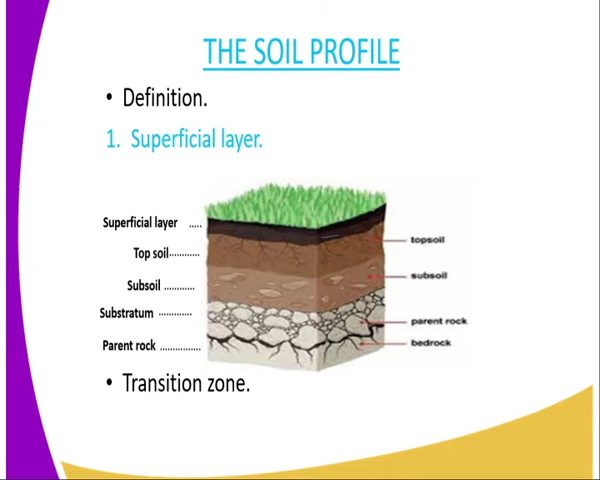 THE SOIL PROFILE
• Definition.
1. Superficial layer.
Superficial layer .....
Top soil............
Subsoil ............
Substratum .............
Parent rock ................
topsoil
subsoil
parent rock
bedrock
• Transition zone.